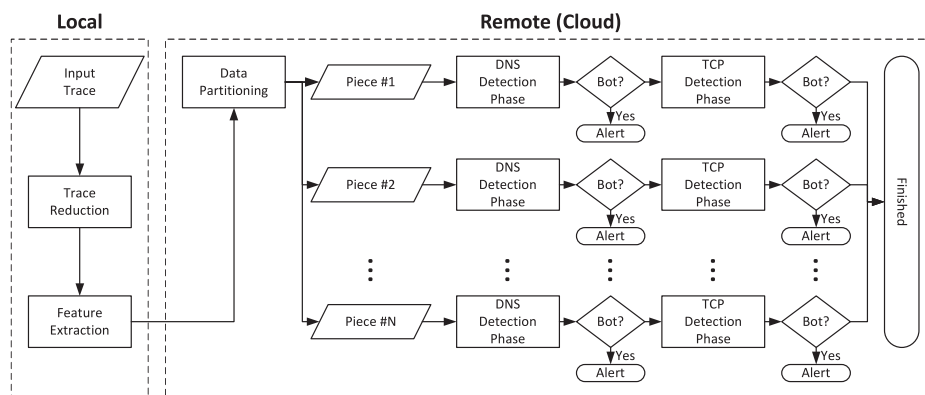 Local
Remote (Cloud)
Input
Trace
Trace
Reduction
Feature
Extraction
Data
Partitioning
Piece #1
DNS
Detection
Phase
Bot?
Yes
Alert
TCP
Detection
Phase
Bot?
Yes
Alert
Piece #2
DNS
Detection
Phase
Bot?
Yes
Alert
TCP
Detection
Phase
Bot?
Yes
Alert
Piece #N
DNS
Detection
Phase
Bot?
Yes
Alert
TCP
Detection
Phase
Bot?
Yes
Alert
Finished